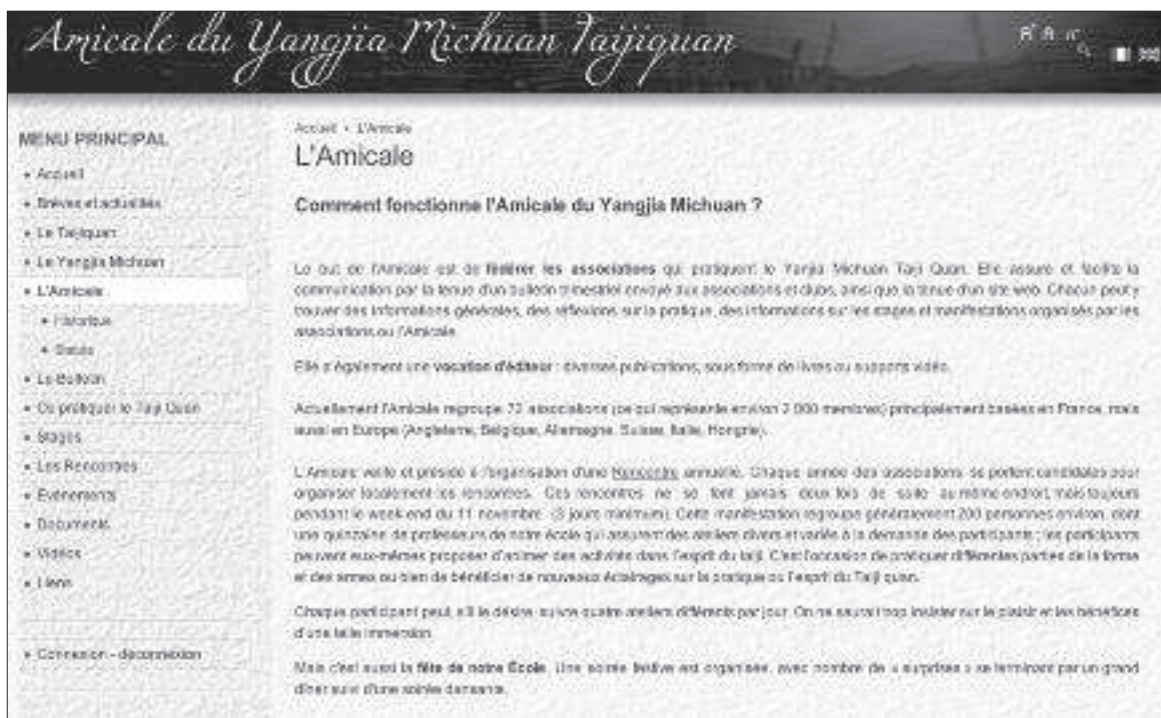 Amicale du Yangjia Michuan Taijiquan
MENU PRINCIPAL
Accueil
Brèves et actualités
Le Taijiquan
Le Yangjia Michuan
L'Amicale
Historique
Statuts
Le Bulletin
Où pratiquer le Taiji Quan
Stages
Les Rencontres
Evénements
Documents
Vidéos
Liens
Connexion - déconnexion
Accueil • L'Amicale
L'Amicale
Comment fonctionne l'Amicale du Yangjia Michuan ?
Le but de l'Amicale est de fédérer les associations qui pratiquent le Yanjia Michuan Taiji Quan. Elle assure et facilite la
communication par la tenue d'un bulletin trimestriel envoyé aux associations et clubs, ainsi que la tenue d'un site web. Chacun peut y
trouver des informations générales, des réflexions sur la pratique, des informations sur les stages et manifestations organisés par les
associations ou l'Amicale.
Elle a également une vocation d'éditeur : diverses publications, sous forme de livres ou supports vidéo.
Actuellement l'Amicale regroupe associations (ce qui représente environ 2 000 membres) principalement basées en France, mais
aussi en Europe (Angleterre, Belgique, Allemagne, Suisse, Italie, Hongrie).
L'Amicale veille et préside à l'organisation d'une Rencontre annuelle. Chaque année des associations se portent candidates pour
organiser localement les rencontres. Ces rencontres ne se font jamais deux fois de suite au même endroit, mais toujours
pendant le week-end du 11 novembre (3 jours minimum). Cette manifestation regroupe généralement 200 personnes environ, dont
une quinzaine de professeurs de notre école qui assurent des ateliers divers et variés à la demande des participants ; les participants
peuvent eux-mêmes proposer d'animer des activités dans l'esprit du taiji. C'est l'occasion de pratiquer différentes parties de la forme
et des armes ou bien de bénéficier de nouveaux éclairages sur la pratique ou l'esprit du Taiji quan.
Chaque participant peut, s'il le désire, suivre quatre ateliers différents par jour. On ne saurait trop insister sur le plaisir et les bénéfices
d'une telle immersion.
Mais c'est aussi la fête de notre École. Une soirée festive est organisée, avec nombre de « surprises » se terminant par un grand
dîner suivi d'une soirée dansante.